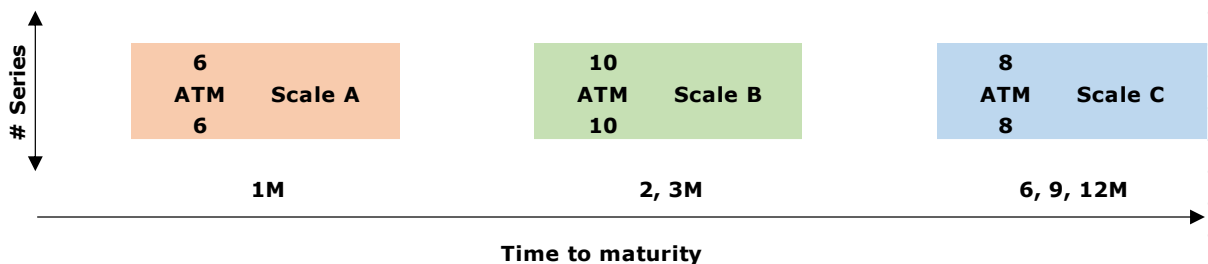 # Series
6
ATM Scale A
6
10
ATM Scale B
10
8
ATM Scale C
8
1M
2, 3M
6, 9, 12M
Time to maturity